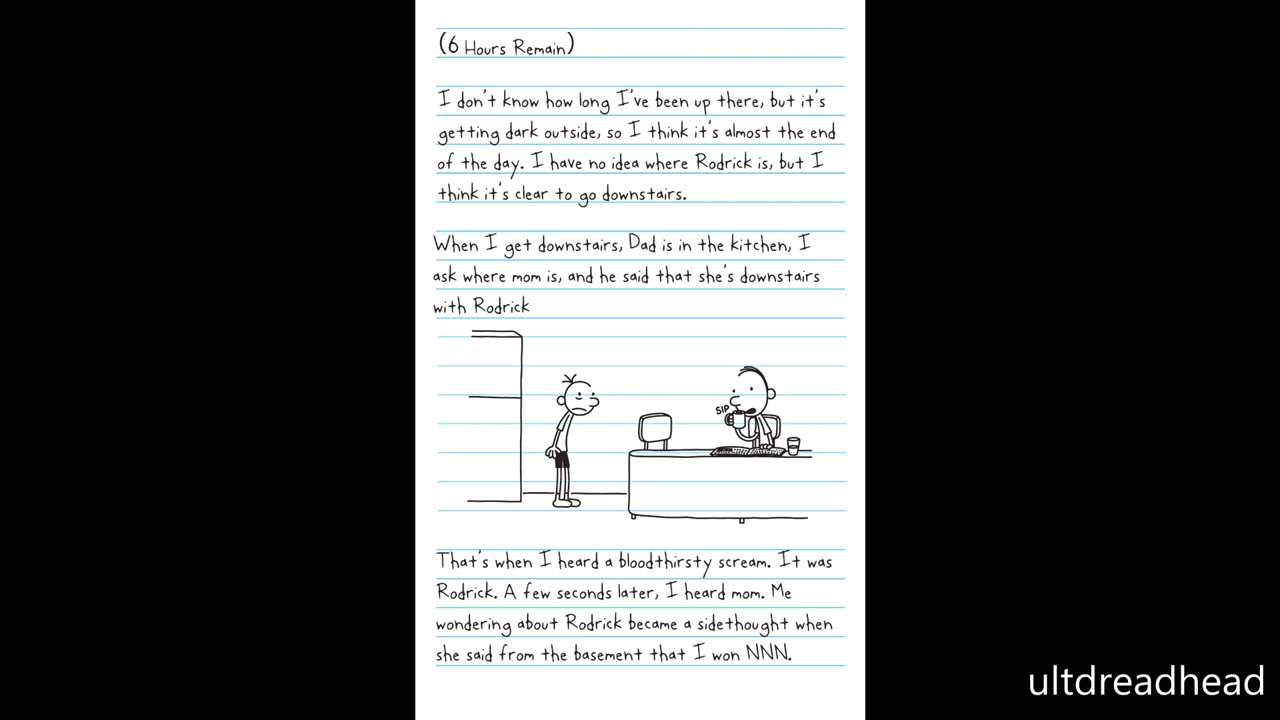 (6 Hours Remain)
I don't know how long I've been up there, but it's
getting dark outside, so I think it's almost the end
of the day. I have no idea where Rodrick is, but I
think it's clear to go downstairs.
When I get downstairs, Dad is in the kitchen, I
ask where mom is, and he said that she's downstairs
with Rodrick
SIP
That's when I heard a bloodthirsty scream. It was
Rodrick. A few seconds later, I heard mom. Me
wondering about Rodrick became a sidethought when
she said from the basement that I won NNN.
ultdreadhead